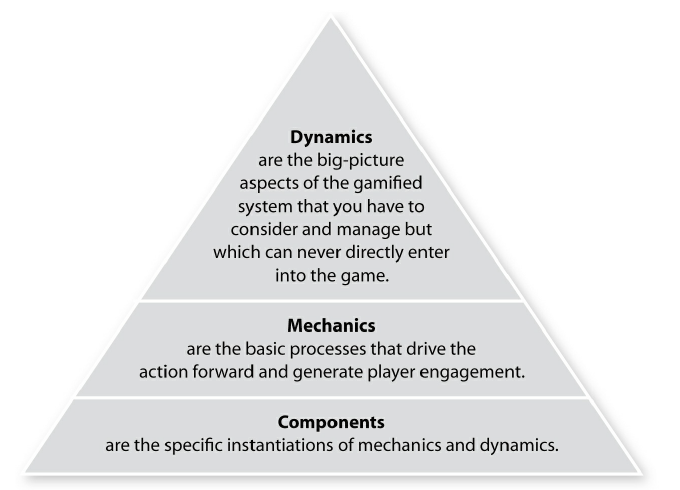 Dynamics
are the big-picture
aspects of the gamified
system that you have to
consider and manage but
which can never directly enter
into the game.
Mechanics
are the basic processes that drive the
action forward and generate player engagement.
Components
are the specific instantiations of mechanics and dynamics.